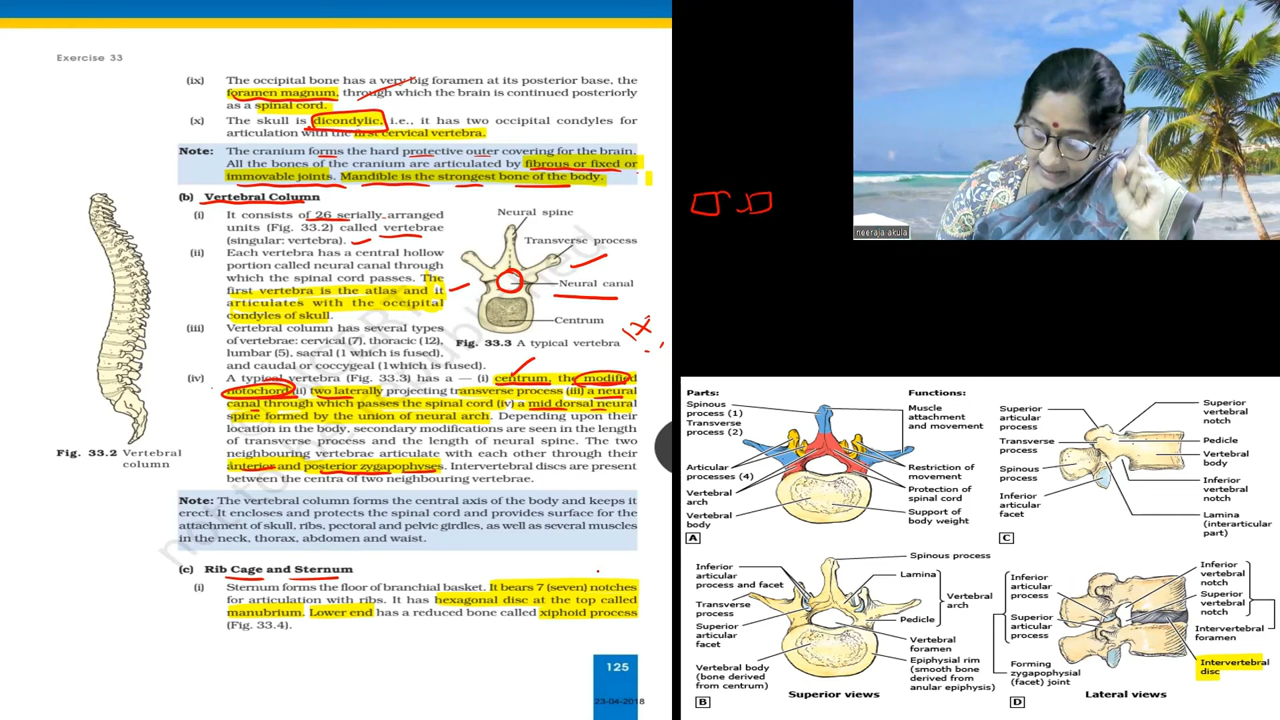 Exercise 33
(ix) The occipital bone has a very big foramen at its posterior base, the
foramen magnum, through which the brain is continued posteriorly
as a spinal cord.
(x) The skull is dicondylic, i.e., it has two occipital condyles for
articulation with the first cervical vertebra.
Note: The cranium forms the hard protective outer covering for the brain.
All the bones of the cranium are articulated by fibrous or fixed or
immovable joints. Mandible is the strongest bone of the body.
(b) Vertebral Column
(i) It consists of 26 serially arranged
units (Fig. 33.2) called vertebrae
(singular: vertebra).
(ii) Each vertebra has a central hollow
portion called neural canal through
which the spinal cord passes. The
first vertebra is the atlas and it
articulates with the occipital
condyles of skull.
(iii) Vertebral column has several types
of vertebrae: cervical (7), thoracic (12),
lumbar (5), sacral (1 which is fused),
and caudal or coccygeal (1which is fused).
Neural spine
Transverse process
Neural canal
Centrum
Fig. 33.3 A typical vertebra
(iv) A typical vertebra (Fig. 33.3) has a — (i) centrum, the modified
notochord (ii) two laterally projecting transverse process (iii) a neural
canal through which passes the spinal cord (iv) a mid dorsal neural
spine formed by the union of neural arch. Depending upon their
location in the body, secondary modifications are seen in the length
of transverse process and the length of neural spine. The two
neighbouring vertebrae articulate with each other through their
anterior and posterior zygapophyses. Intervertebral discs are present
between the centra of two neighbouring vertebrae.
Fig. 33.2 Vertebral
column
Note: The vertebral column forms the central axis of the body and keeps it
erect. It encloses and protects the spinal cord and provides surface for the
attachment of skull, ribs, pectoral and pelvic girdles, as well as several muscles
in the neck, thorax, abdomen and waist.
(c) Rib Cage and Sternum
(i) Sternum forms the floor of branchial basket. It bears 7 (seven) notches
for articulation with ribs. It has hexagonal disc at the top called
manubrium. Lower end has a reduced bone called xiphoid process
(Fig. 33.4).
125
23-04-2018
neeraja akula
Parts:
Spinous
process (1)
Transverse
process (2)
Articular
processes (4)
Vertebral
arch
Vertebral
body
A
Functions:
Muscle
attachment
and movement
Restriction of
movement
Protection of
spinal cord
Support of
body weight
Superior
articular
process
Transverse
process
Spinous
process
Inferior
articular
facet
C
Superior
vertebral
notch
Pedicle
Vertebral
body
Inferior
vertebral
notch
Lamina
(interarticular
part)
Inferior
articular
process and facet
Transverse
process
Superior
articular
facet
Vertebral body
(bone derived
from centrum)
B
Spinous process
Lamina
Vertebral
arch
Pedicle
Vertebral
foramen
Epiphysial rim
(smooth bone
derived from
anular epiphysis)
Superior views
Inferior
articular
process
Superior
articular
process
Forming
zygapophysial
(facet) joint
D
Inferior
vertebral
notch
Superior
vertebral
notch
Intervertebral
foramen
Intervertebral
disc
Lateral views